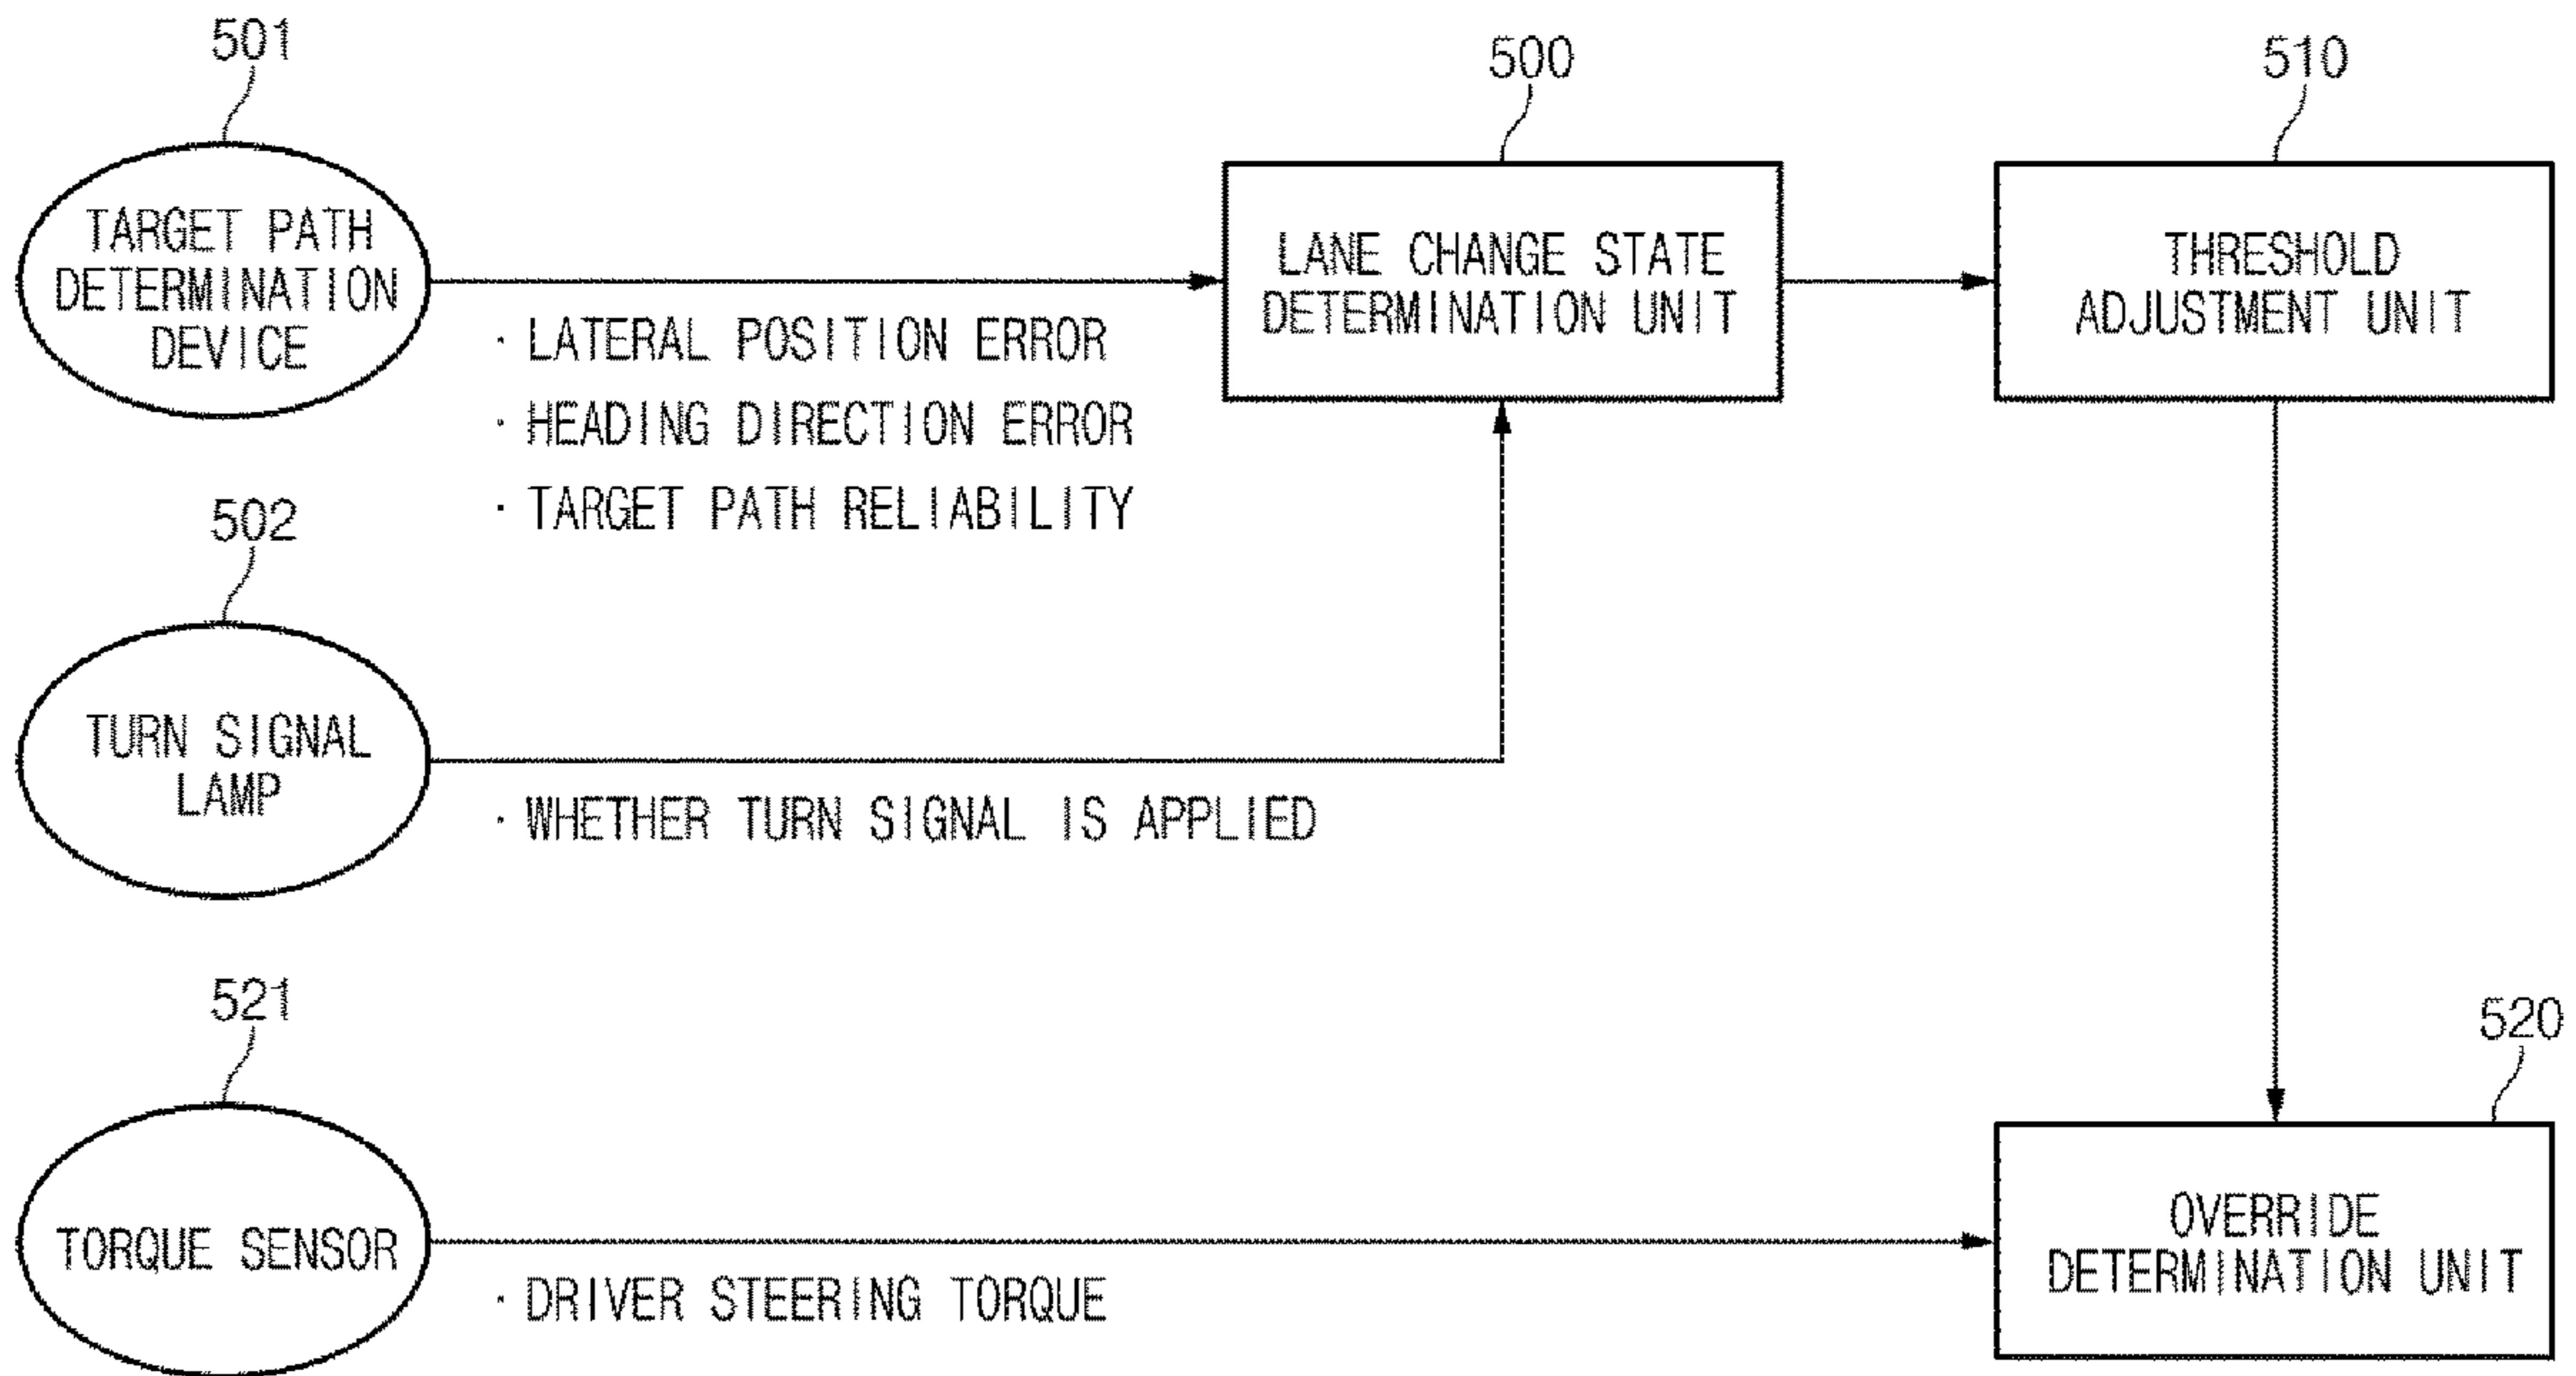 501
500
510
TARGET PATH
DETERMINATION
DEVICE
LANE CHANGE STATE
DETERMINATION UNIT
THRESHOLD
ADJUSTMENT UNIT
· LATERAL POSITION ERROR
· HEADING DIRECTION ERROR
· TARGET PATH RELIABILITY
502
TURN SIGNAL
LAMP
· WHETHER TURN SIGNAL IS APPLIED
521
520
TORQUE SENSOR
· DRIVER STEERING TORQUE
OVERRIDE
DETERMINATION UNIT